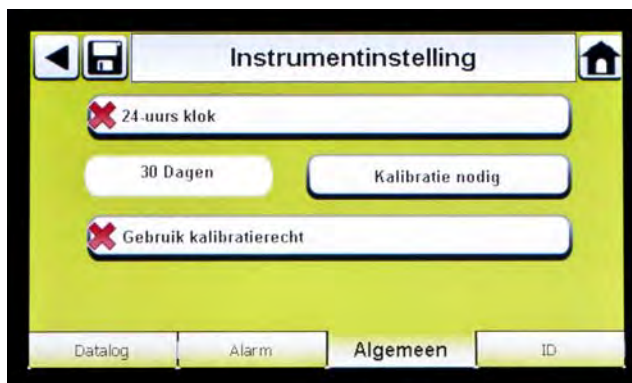 Instrumentinstelling
24-uurs klok
30 Dagen
Kalibratie nodig
Gebruik kalibratierecht
Datalog
Alarm
Algemeen
ID